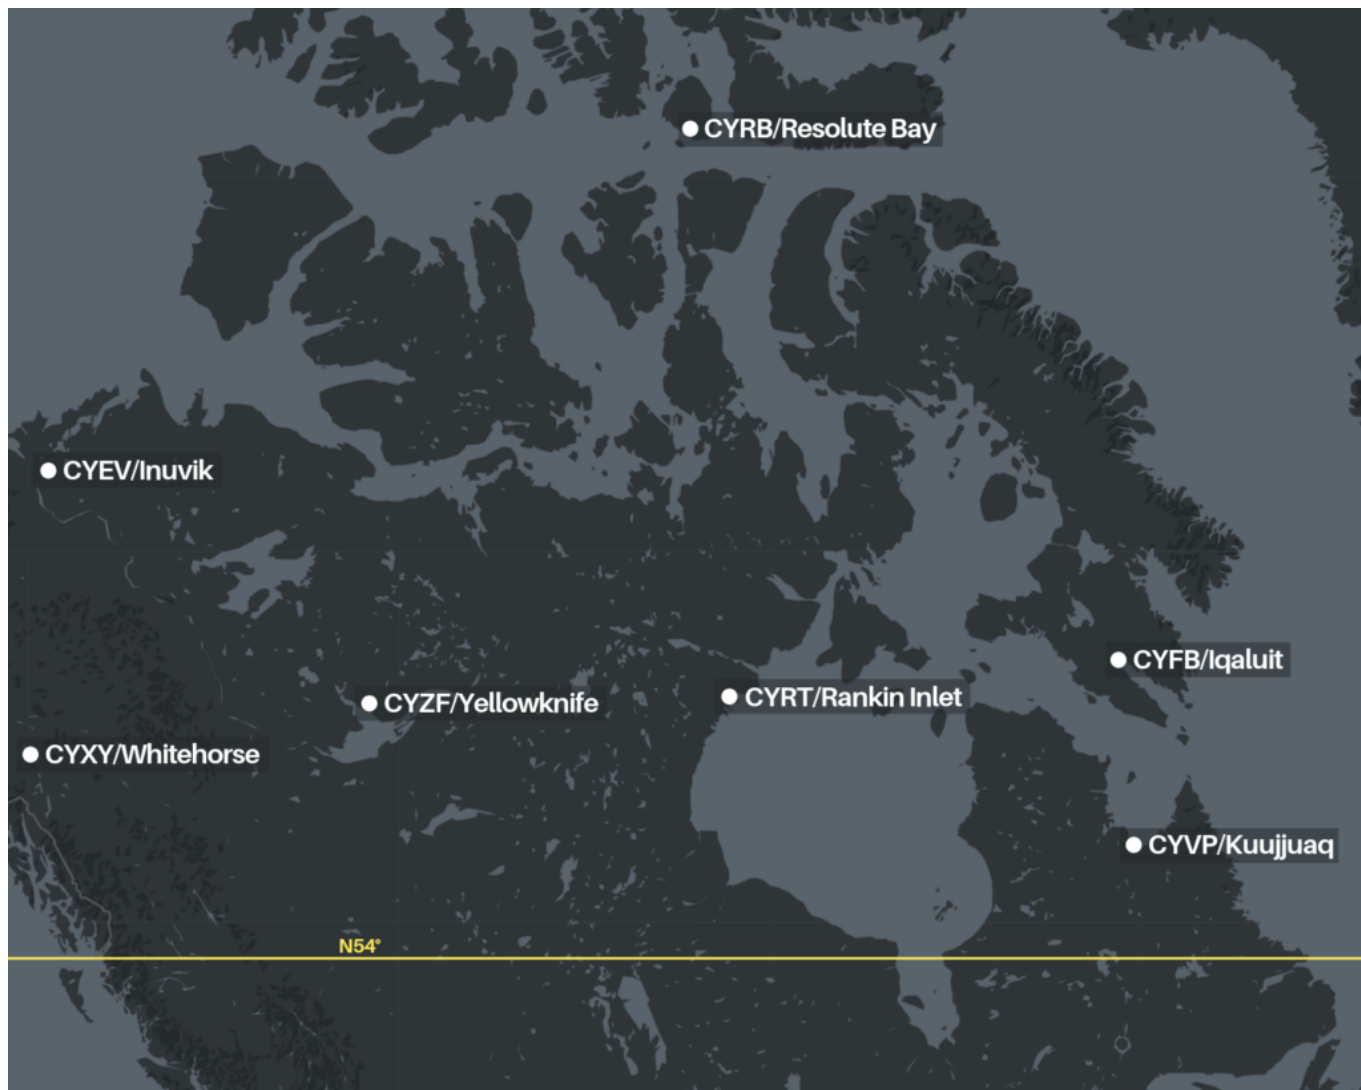 CYRB/Resolute Bay
CYEV/Inuvik
CYFB/Iqaluit
CYZF/Yellowknife
CYRT/Rankin Inlet
CYXY/Whitehorse
CYVP/Kuujjuaq
N54°